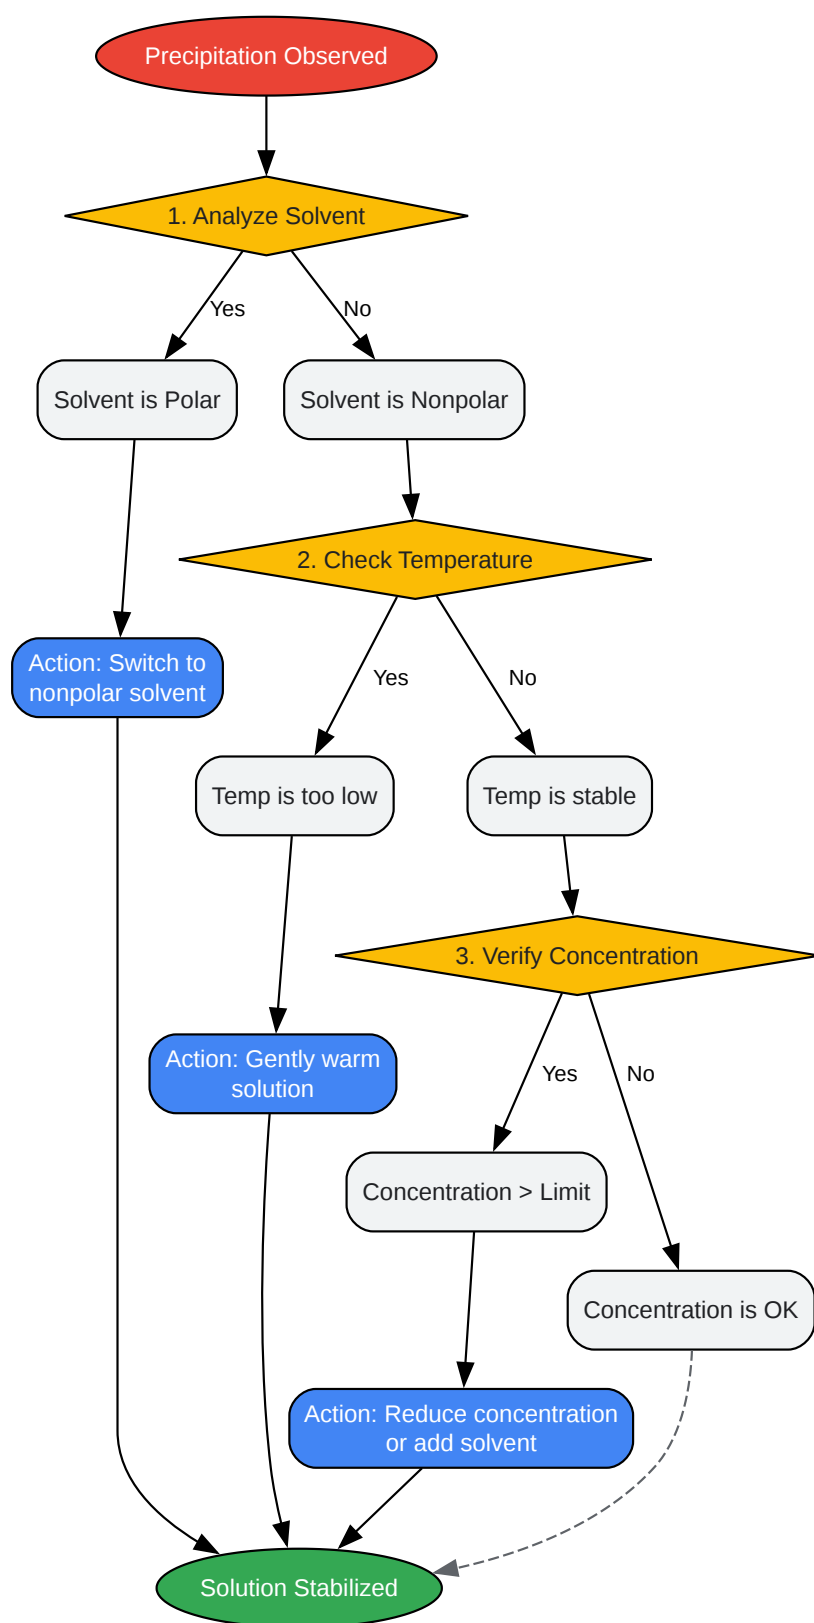 Precipitation Observed
1. Analyze Solvent
Yes
No
Solvent is Polar
Solvent is Nonpolar
2. Check Temperature
Action: Switch to
nonpolar solvent
Yes
No
Temp is too low
Temp is stable
3. Verify Concentration
Action: Gently warm
solution
Yes
No
Concentration > Limit
Concentration is OK
Action: Reduce concentration
or add solvent
Solution Stabilized